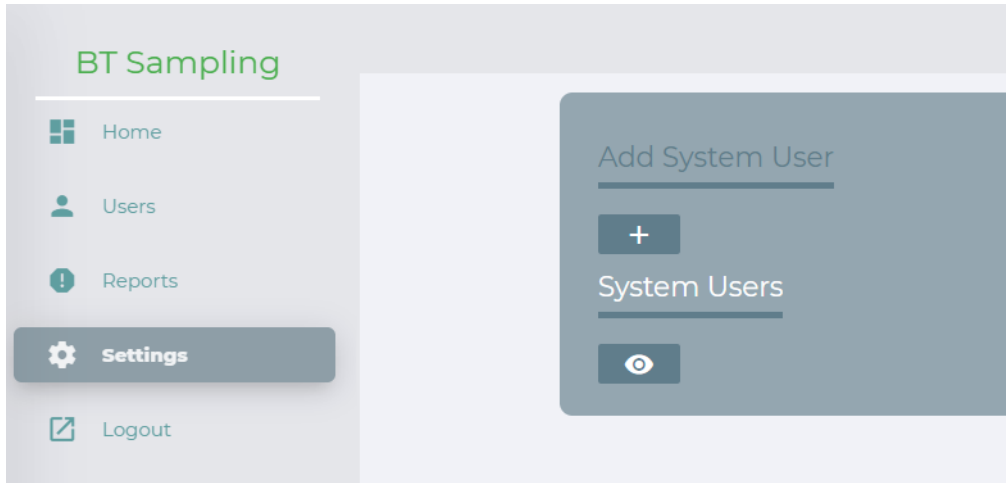 BT Sampling
Home
Users
Reports
Settings
Logout
Add System User
+
System Users